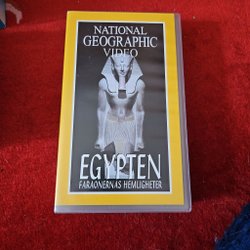 NATIONAL
GEOGRAPHIC
VIDEO
EGYPTEN
FARAONERNAS HEMLIGHETER